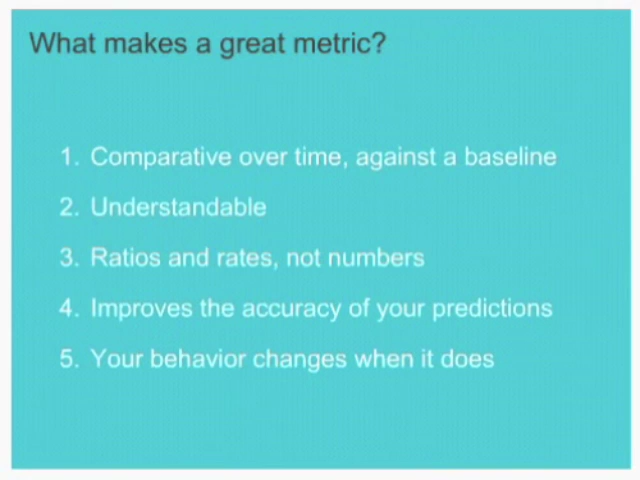 What makes a great metric?
1. Comparative over time, against a baseline
2. Understandable
3. Ratios and rates, not numbers
4. Improves the accuracy of your predictions
5. Your behavior changes when it does